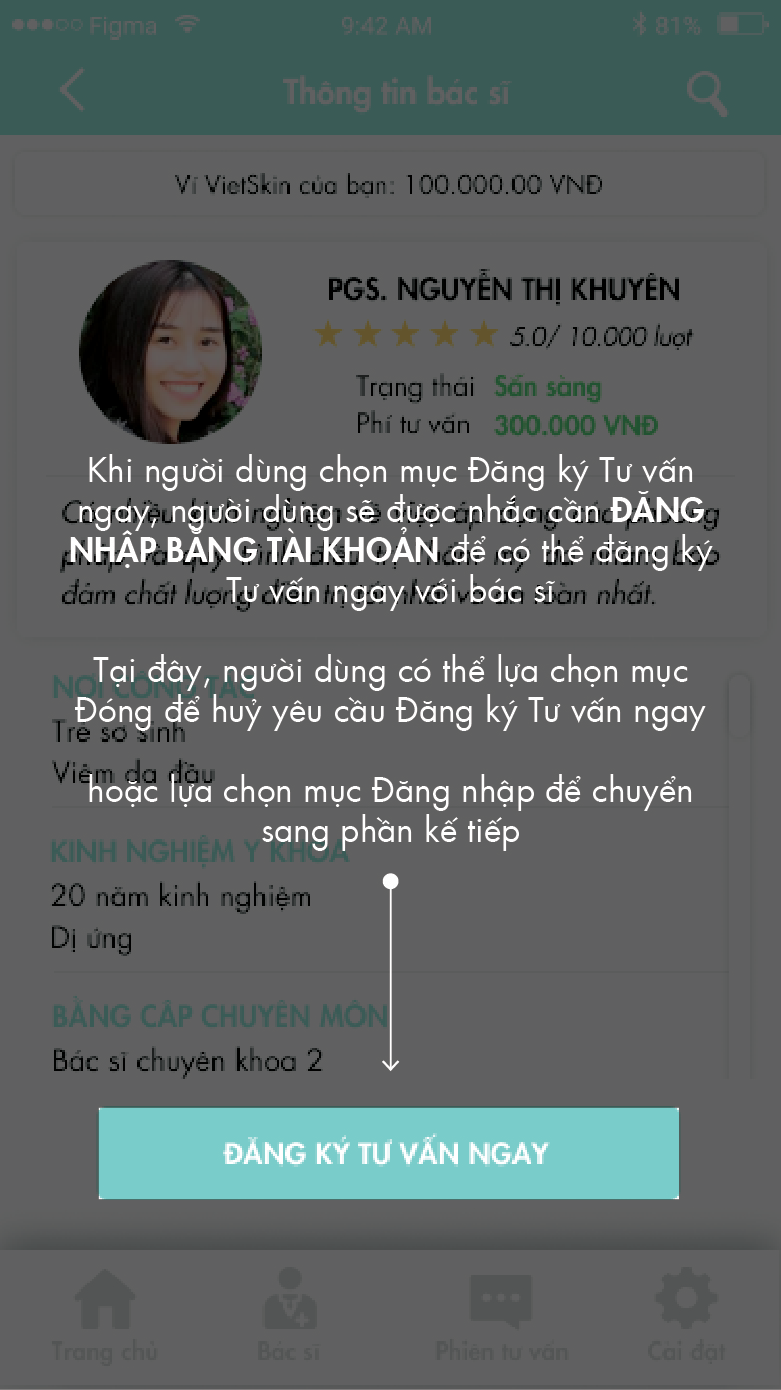 Figma 9:42 AM 81%
Thông tin bác sĩ
Ví VietSkin của bạn: 100.000.00 VNĐ
PGS. NGUYỄN THỊ KHUYÊN
5.0/ 10.000 lượt
Trạng thái Sẵn sàng
Phí tư vấn 300.000 VNĐ
Khi người dùng chọn mục Đăng ký Tư vấn
ngay, người dùng sẽ được nhắc cần ĐĂNG
NHẬP BẰNG TÀI KHOẢN để có thể đăng ký
Tư vấn ngay với bác sĩ
đảm chất lượng điều trị tốt nhất và an toàn nhất.
Tại đây, người dùng có thể lựa chọn mục
Đóng để huỷ yêu cầu Đăng ký Tư vấn ngay
NƠI CÔNG TÁC
Trẻ sơ sinh
Viêm da đầu
hoặc lựa chọn mục Đăng nhập để chuyển
sang phần kế tiếp
KINH NGHIỆM Y KHOA
20 năm kinh nghiệm
Dị ứng
BẰNG CẤP CHUYÊN MÔN
Bác sĩ chuyên khoa 2
ĐĂNG KÝ TƯ VẤN NGAY
Trang chủ Bác sĩ Phiên tư vấn Cài đặt